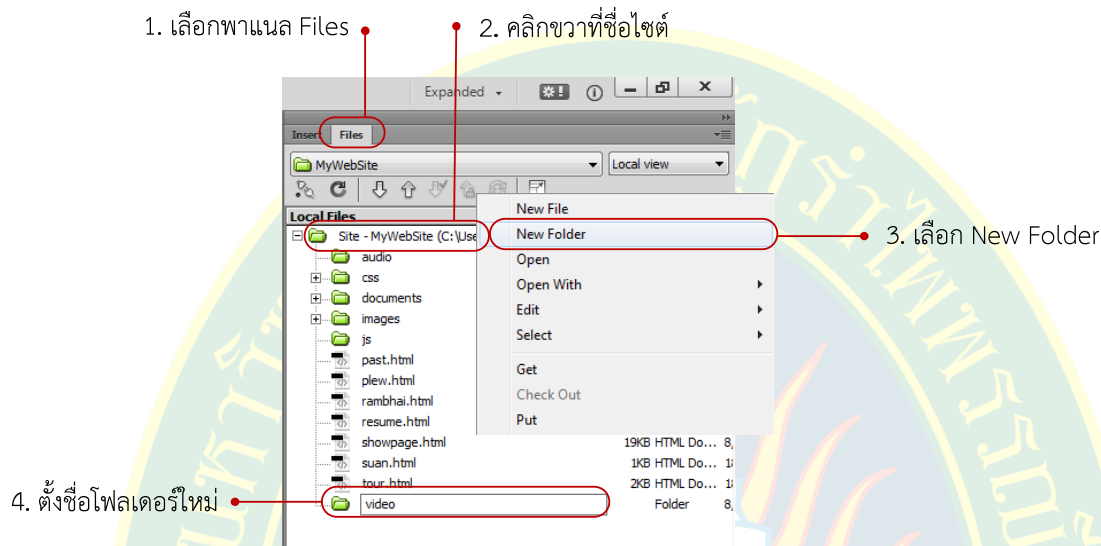 1. เลือกพาแนล Files
2. คลิกขวาที่ชื่อไซต์
Expanded
Insert Files
MyWebSite Local view
Local Files
Site - MyWebSite (C:\Use
audio
css
documents
images
js
past.html
plew.html
rambhai.html
resume.html
showpage.html 19KB HTML Do... 8,
suan.html 1KB HTML Do... 18
tour.html 2KB HTML Do... 18
video Folder 8,
New File
New Folder
Open
Open With
Edit
Select
Get
Check Out
Put
3. เลือก New Folder
4. ตั้งชื่อโฟลเดอร์ใหม่